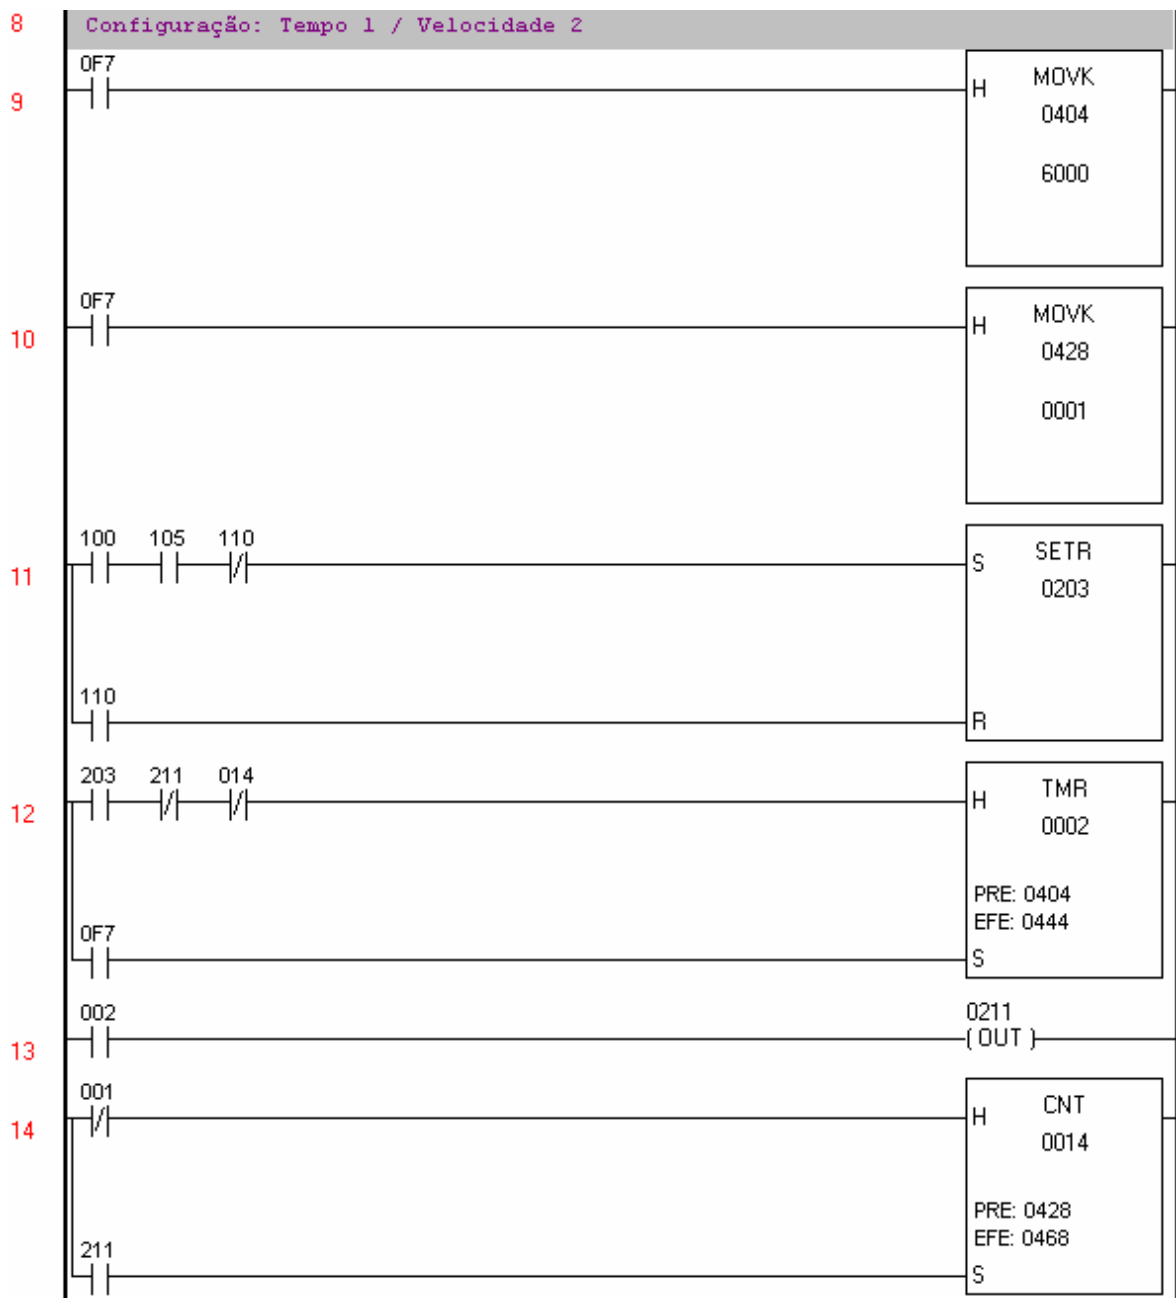 8 Configuração: Tempo 1 / Velocidade 2
0F7
9 H MOVK
0404
6000
0F7
10 H MOVK
0428
0001
100 105 110
11 S SETR
0203
110
R
203 211 014
12 H TMR
0002
PRE: 0404
EFE: 0444
0F7
S
002 0211
13 ( OUT )
001
14 H CNT
0014
PRE: 0428
EFE: 0468
211
S